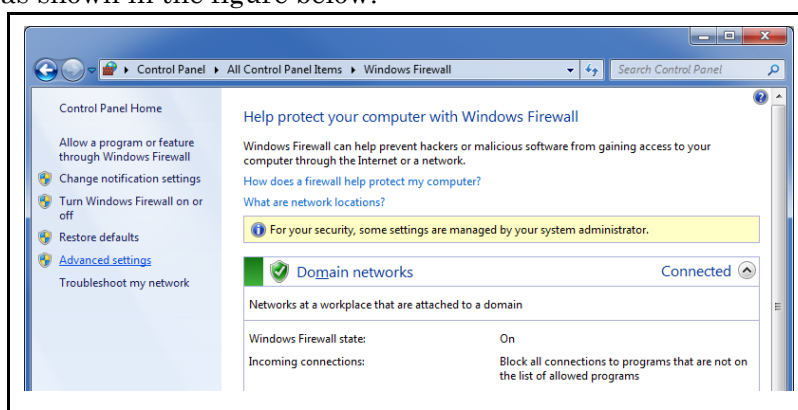 as shown in the figure below.
Control Panel ▸ All Control Panel Items ▸ Windows Firewall
Search Control Panel
Control Panel Home
Allow a program or feature
through Windows Firewall
Change notification settings
Turn Windows Firewall on or
off
Restore defaults
Advanced settings
Troubleshoot my network
Help protect your computer with Windows Firewall
Windows Firewall can help prevent hackers or malicious software from gaining access to your
computer through the Internet or a network.
How does a firewall help protect my computer?
What are network locations?
For your security, some settings are managed by your system administrator.
Domain networks
Connected
Networks at a workplace that are attached to a domain
Windows Firewall state:
On
Incoming connections:
Block all connections to programs that are not on
the list of allowed programs